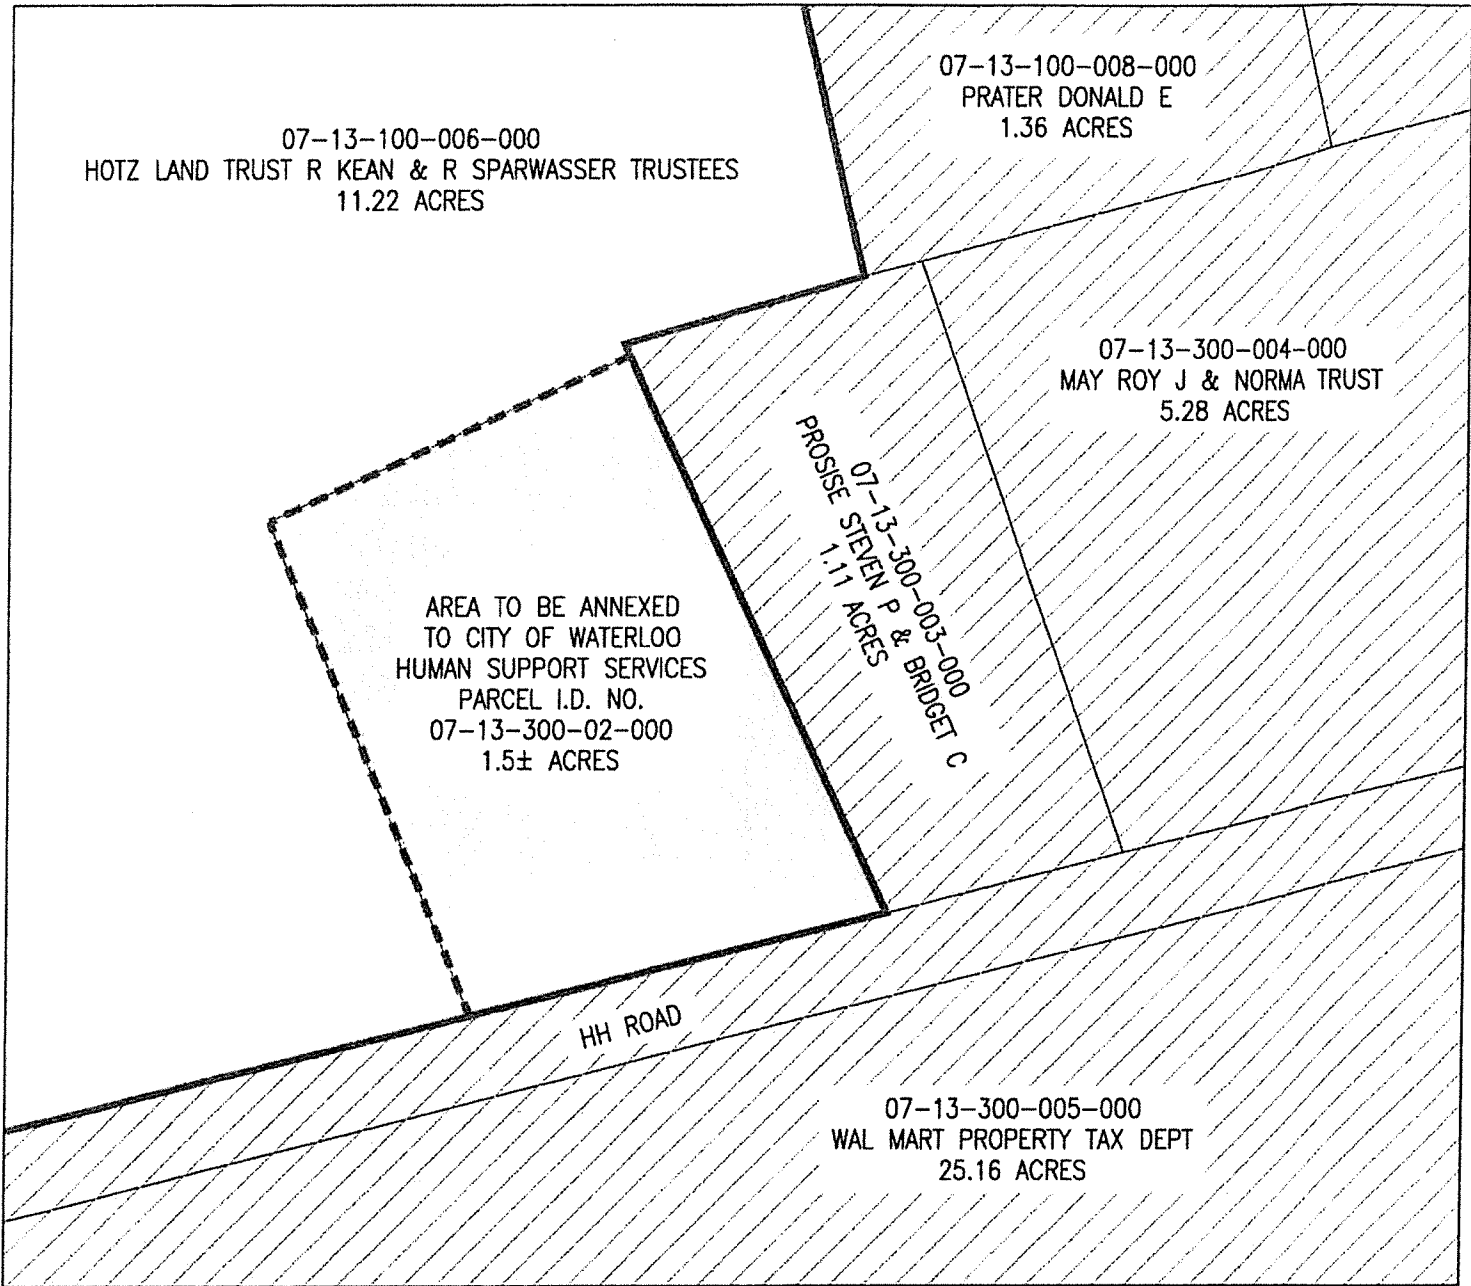 07-13-100-008-000
PRATER DONALD E
1.36 ACRES
07-13-100-006-000
HOTZ LAND TRUST R KEAN & R SPARWASSER TRUSTEES
11.22 ACRES
07-13-300-004-000
MAY ROY J & NORMA TRUST
5.28 ACRES
07-13-300-003-000
PROSISE STEVEN P & BRIDGET C
1.11 ACRES
AREA TO BE ANNEXED
TO CITY OF WATERLOO
HUMAN SUPPORT SERVICES
PARCEL I.D. NO.
07-13-300-02-000
1.5± ACRES
HH ROAD
07-13-300-005-000
WAL MART PROPERTY TAX DEPT
25.16 ACRES